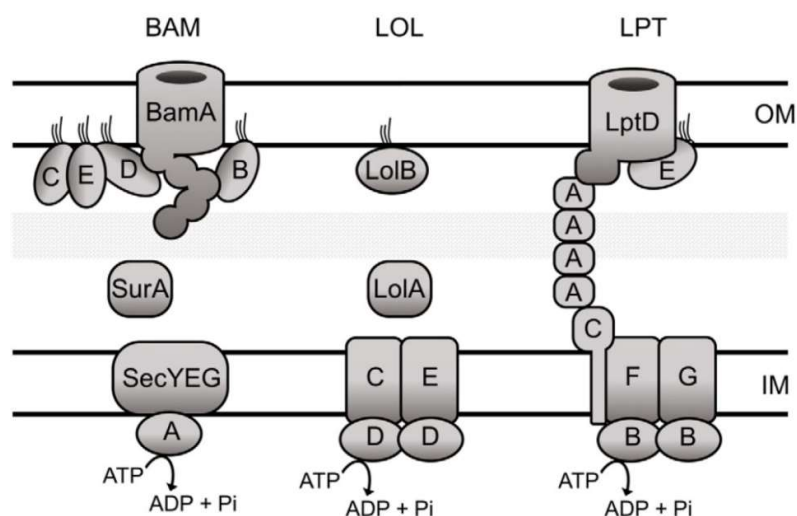 BAM LOL LPT
OM
BamA LptD
C E D B LolB E
A
A
A
A
SurA LolA
C
SecYEG C E F G IM
A D D B B
ATP ATP ATP
ADP + Pi ADP + Pi ADP + Pi